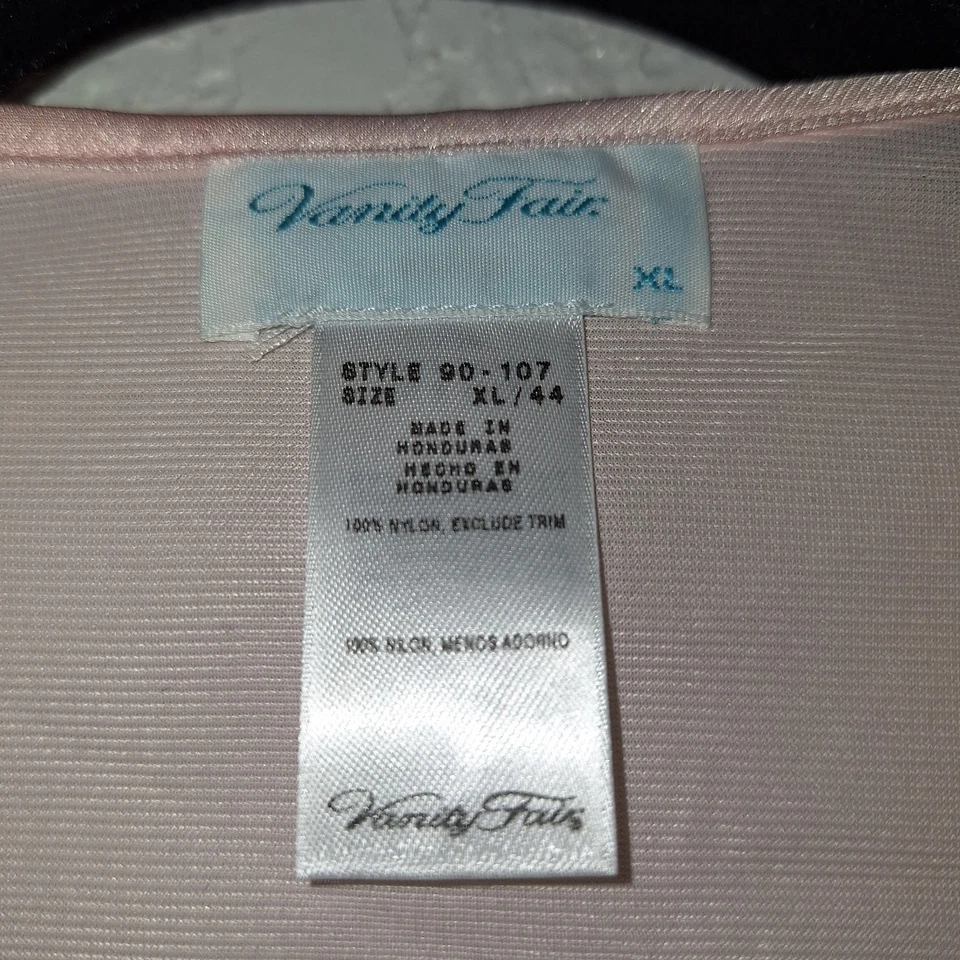 Vanity Fair.
XL
STYLE 90-107
SIZE XL/44
MADE IN
HONDURAS
HECHO EN
HONDURAS
100% NYLON, EXCLUDE TRIM
100% NILON, MENOS ADORNO
Vanity Fair